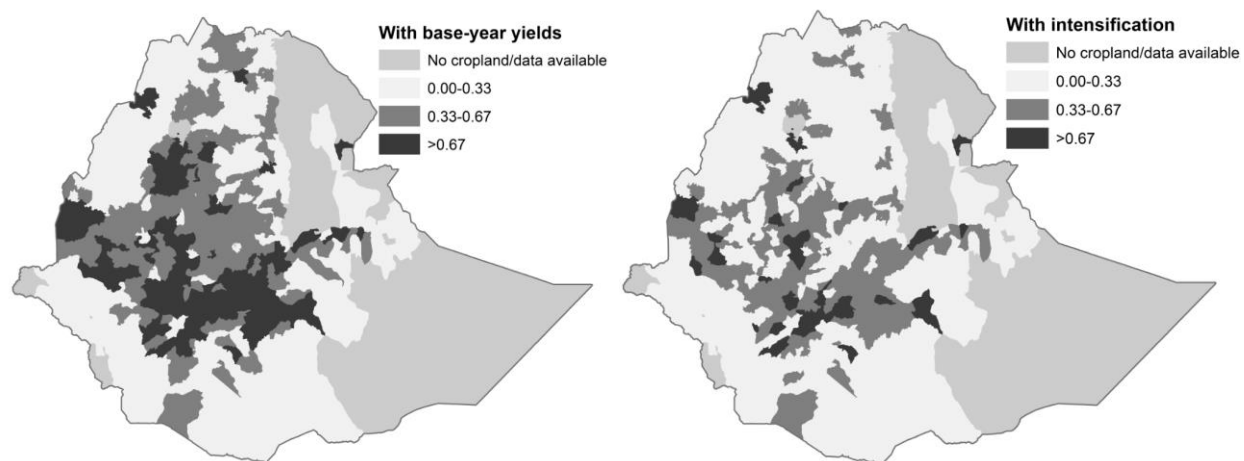 With base-year yields
No cropland/data available
0.00-0.33
0.33-0.67
>0.67
With intensification
No cropland/data available
0.00-0.33
0.33-0.67
>0.67